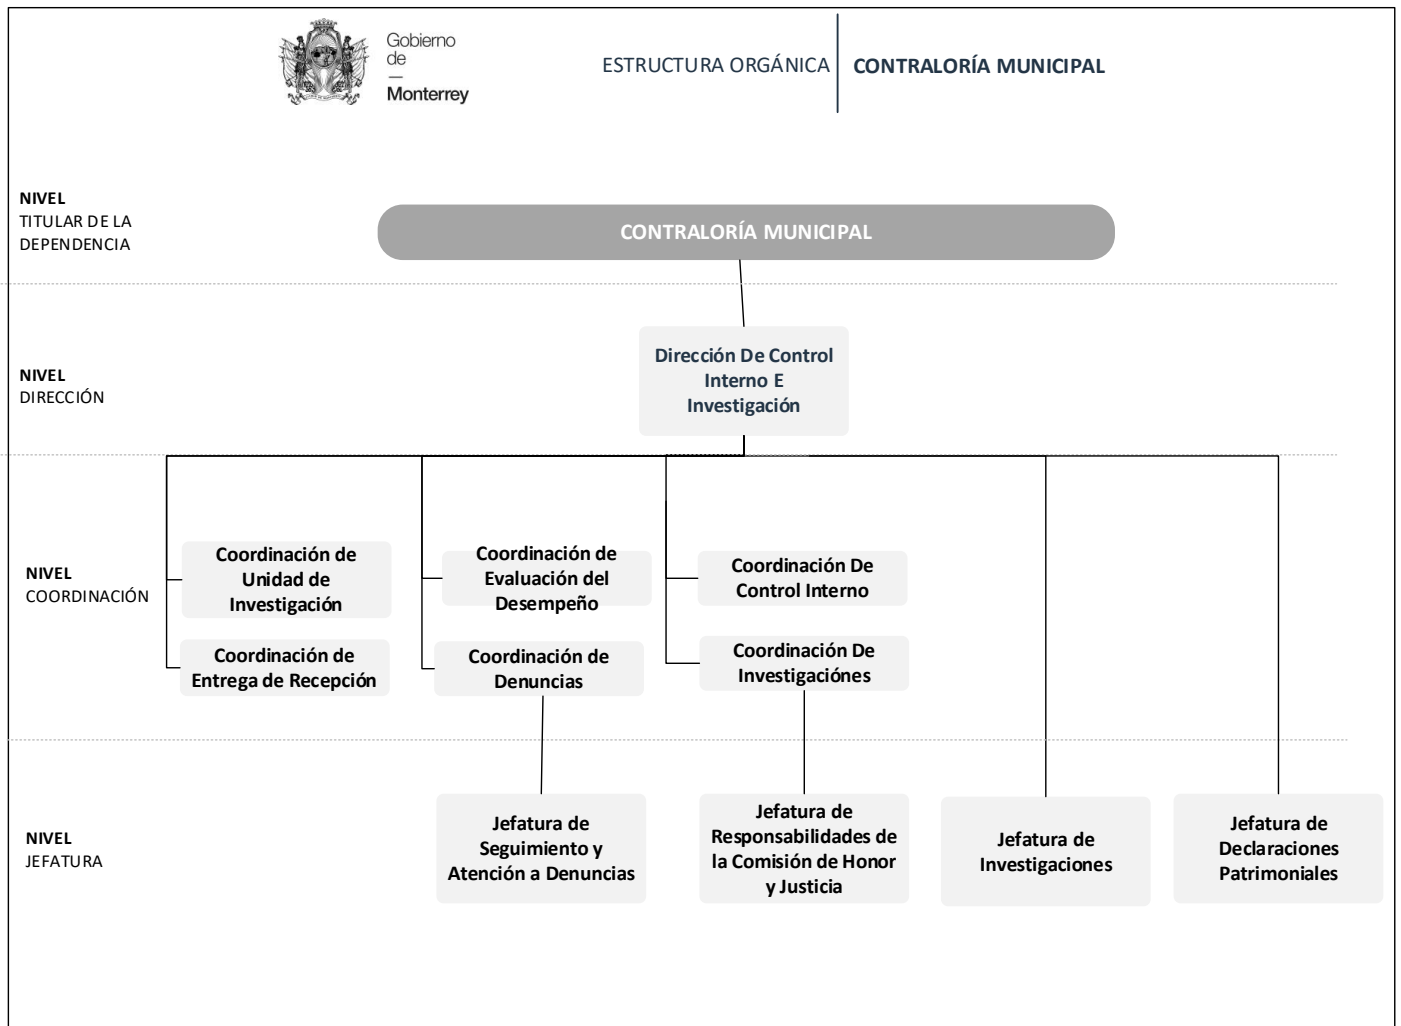 Gobierno
de
—
Monterrey
ESTRUCTURA ORGÁNICA
CONTRALORÍA MUNICIPAL
NIVEL
TITULAR DE LA
DEPENDENCIA
CONTRALORÍA MUNICIPAL
NIVEL
DIRECCIÓN
Dirección De Control
Interno E
Investigación
NIVEL
COORDINACIÓN
Coordinación de
Unidad de
Investigación
Coordinación de
Evaluación del
Desempeño
Coordinación De
Control Interno
Coordinación de
Entrega de Recepción
Coordinación de
Denuncias
Coordinación De
Investigaciónes
NIVEL
JEFATURA
Jefatura de
Seguimiento y
Atención a Denuncias
Jefatura de
Responsabilidades de
la Comisión de Honor
y Justicia
Jefatura de
Investigaciones
Jefatura de
Declaraciones
Patrimoniales